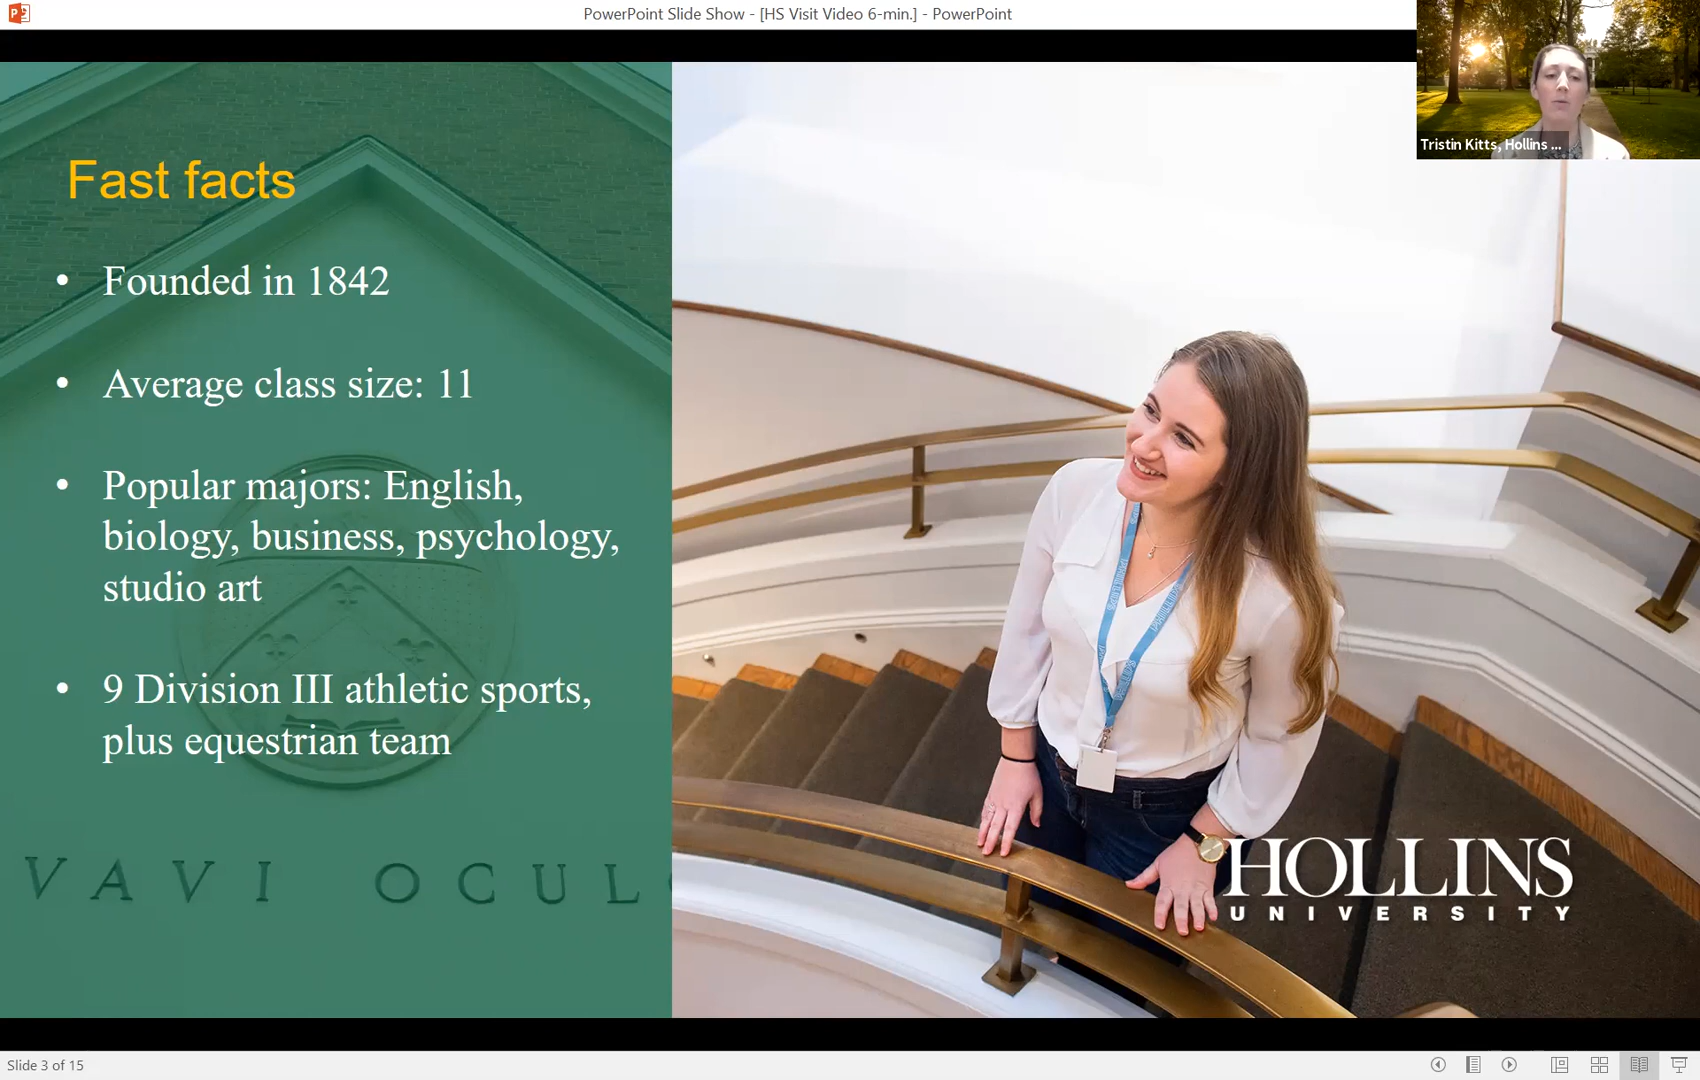 PowerPoint Slide Show - [HS Visit Video 6-min.] - PowerPoint
Tristin Kitts, Hollins ...
Fast facts
• Founded in 1842
• Average class size: 11
• Popular majors: English,
biology, business, psychology,
studio art
• 9 Division III athletic sports,
plus equestrian team
VAVI OCUL
HOLLINS
UNIVERSITY
Slide 3 of 15